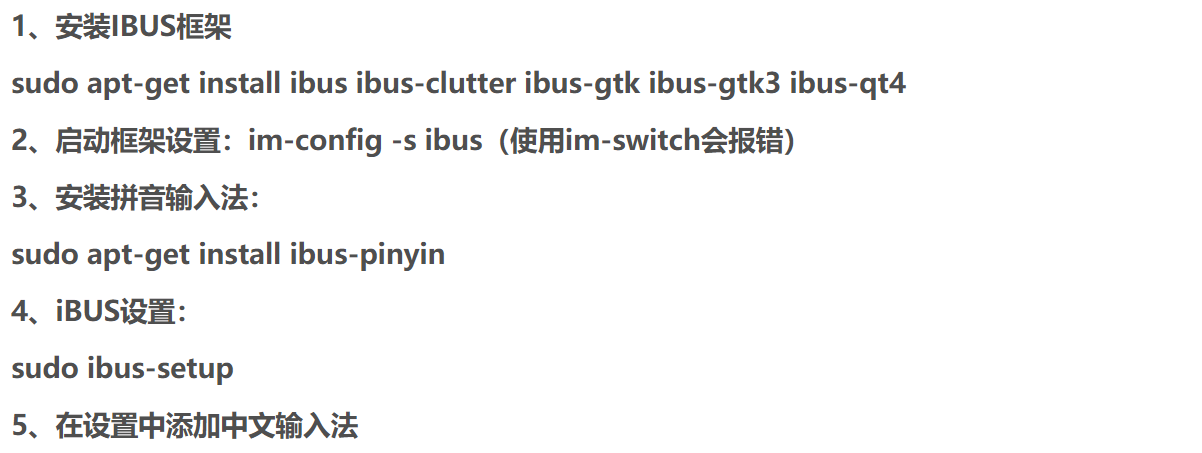 1、安装IBUS框架
sudo apt-get install ibus ibus-clutter ibus-gtk ibus-gtk3 ibus-qt4
2、启动框架设置：im-config -s ibus（使用im-switch会报错）
3、安装拼音输入法：
sudo apt-get install ibus-pinyin
4、iBUS设置：
sudo ibus-setup
5、在设置中添加中文输入法